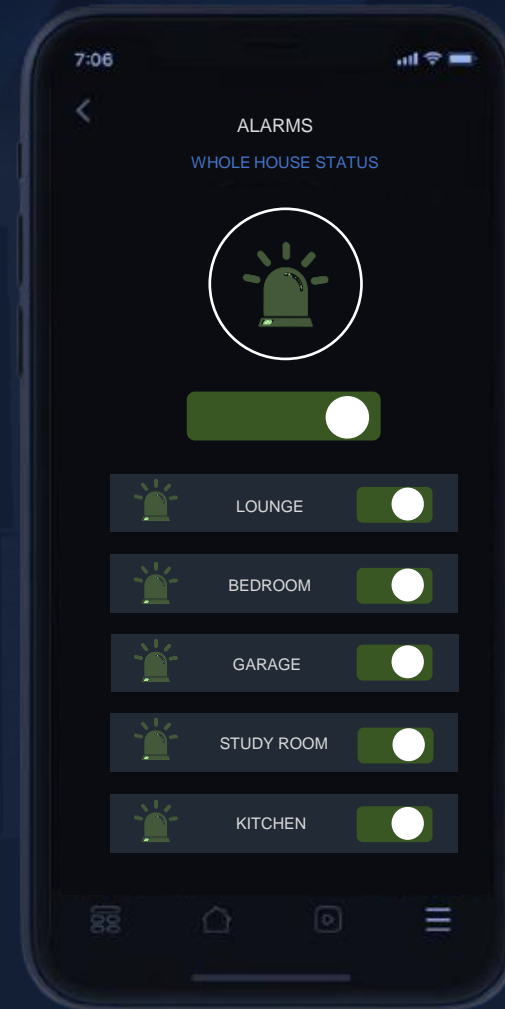 7:06
ALARMS
WHOLE HOUSE STATUS
LOUNGE
BEDROOM
GARAGE
STUDY ROOM
KITCHEN